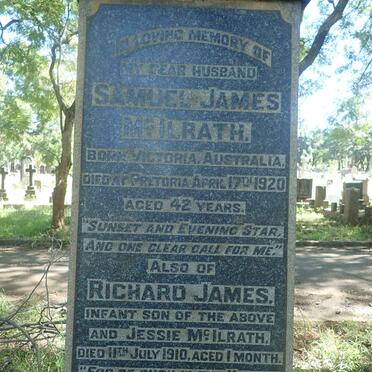 IN LOVING MEMORY OF
MY DEAR HUSBAND
SAMUEL JAMES
McILRATH.
BORN VICTORIA, AUSTRALIA.
DIED AT PRETORIA APRIL 17TH 1920
AGED 42 YEARS.
"SUNSET AND EVENING STAR,
AND ONE CLEAR CALL FOR ME."
ALSO OF
RICHARD JAMES,
INFANT SON OF THE ABOVE
AND JESSIE McILRATH,
DIED 11TH JULY 1910, AGED 1 MONTH.